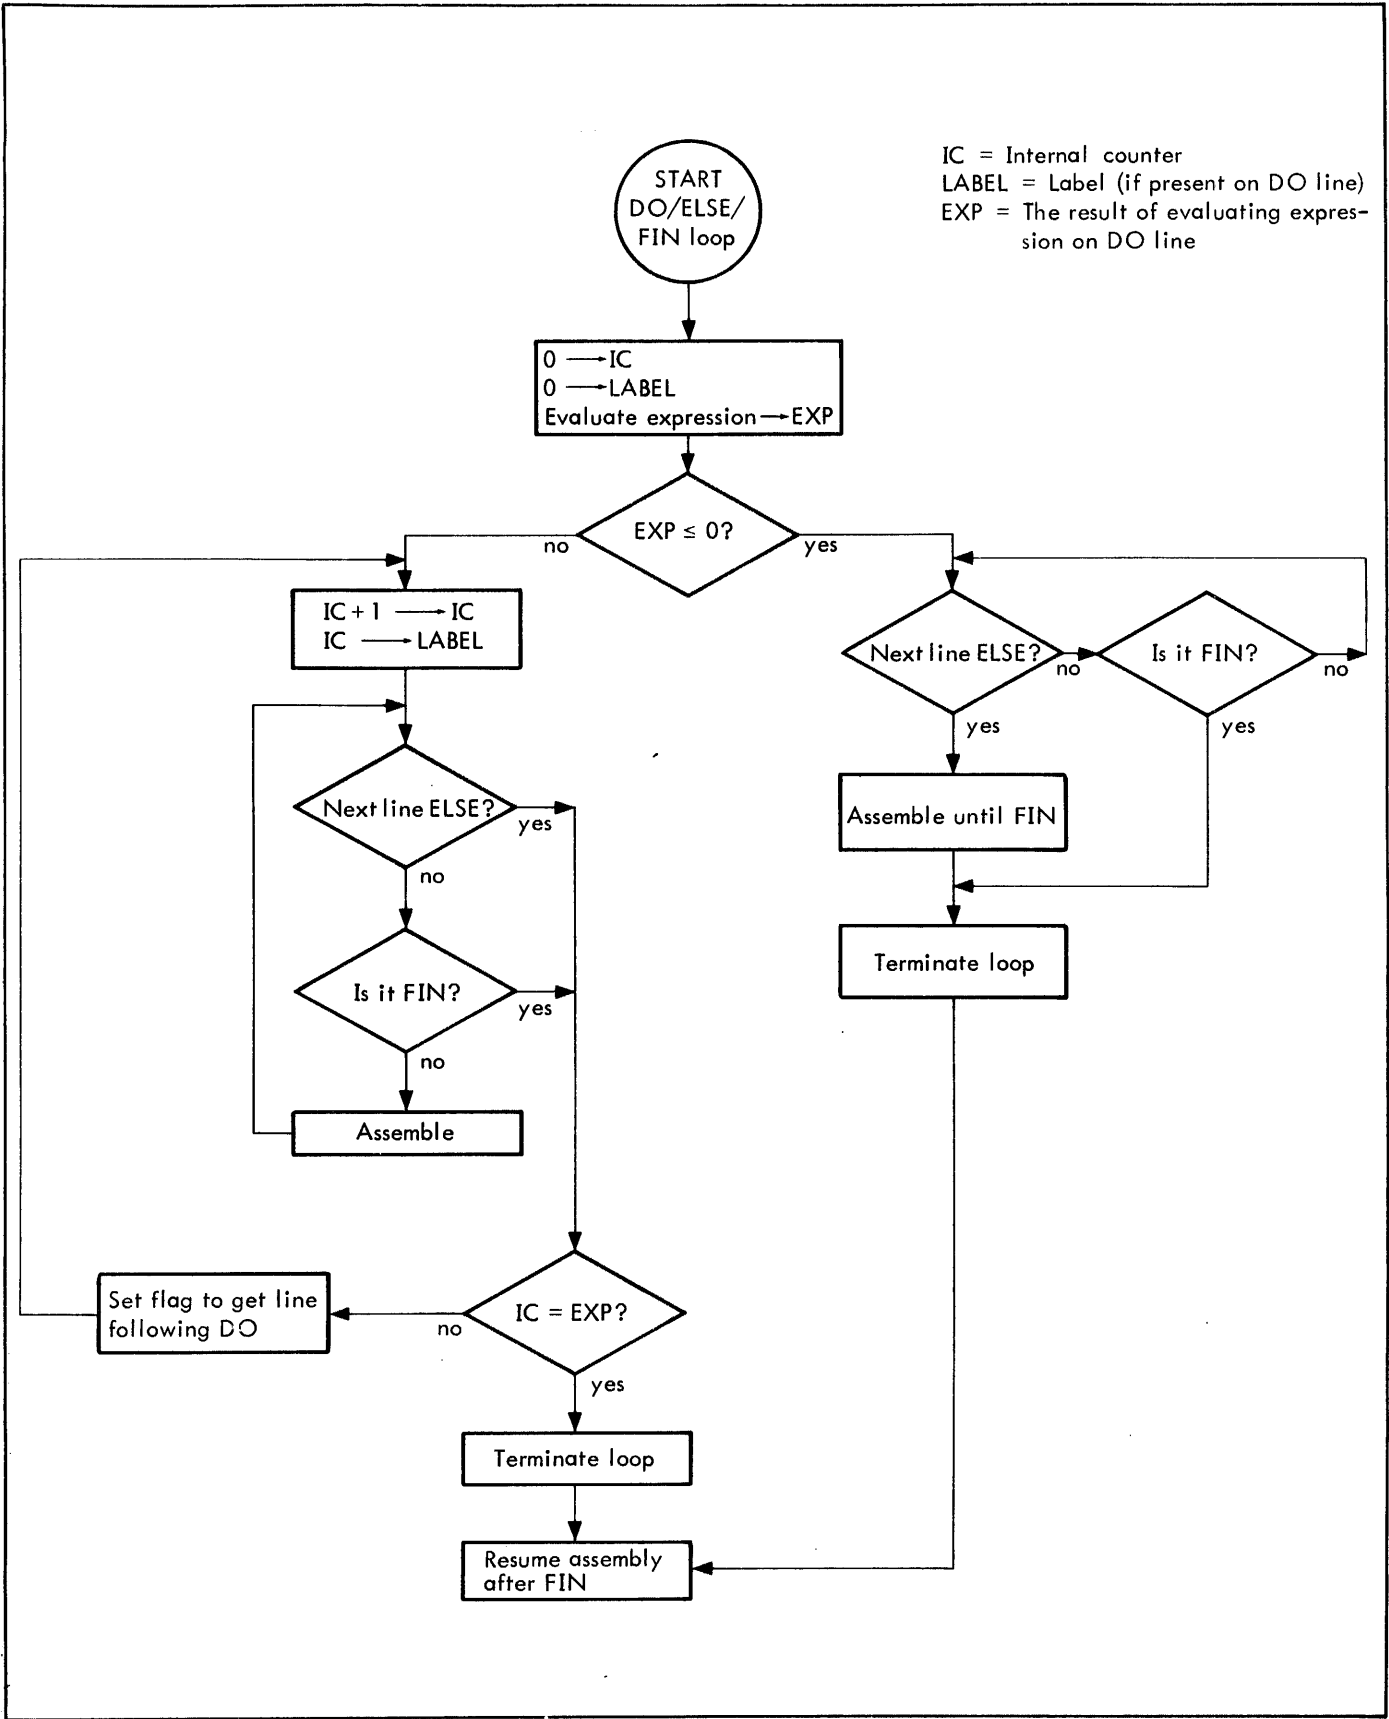 START
DO/ELSE/
FIN loop
IC = Internal counter
LABEL = Label (if present on DO line)
EXP = The result of evaluating expres-
sion on DO line
0 → IC
0 → LABEL
Evaluate expression → EXP
EXP ≤ 0?
no
yes
IC + 1 → IC
IC → LABEL
Next line ELSE?
no
Is it FIN?
no
yes
yes
Next line ELSE?
yes
no
Assemble until FIN
Is it FIN?
yes
no
Terminate loop
Assemble
Set flag to get line
following DO
IC = EXP?
no
yes
Terminate loop
Resume assembly
after FIN